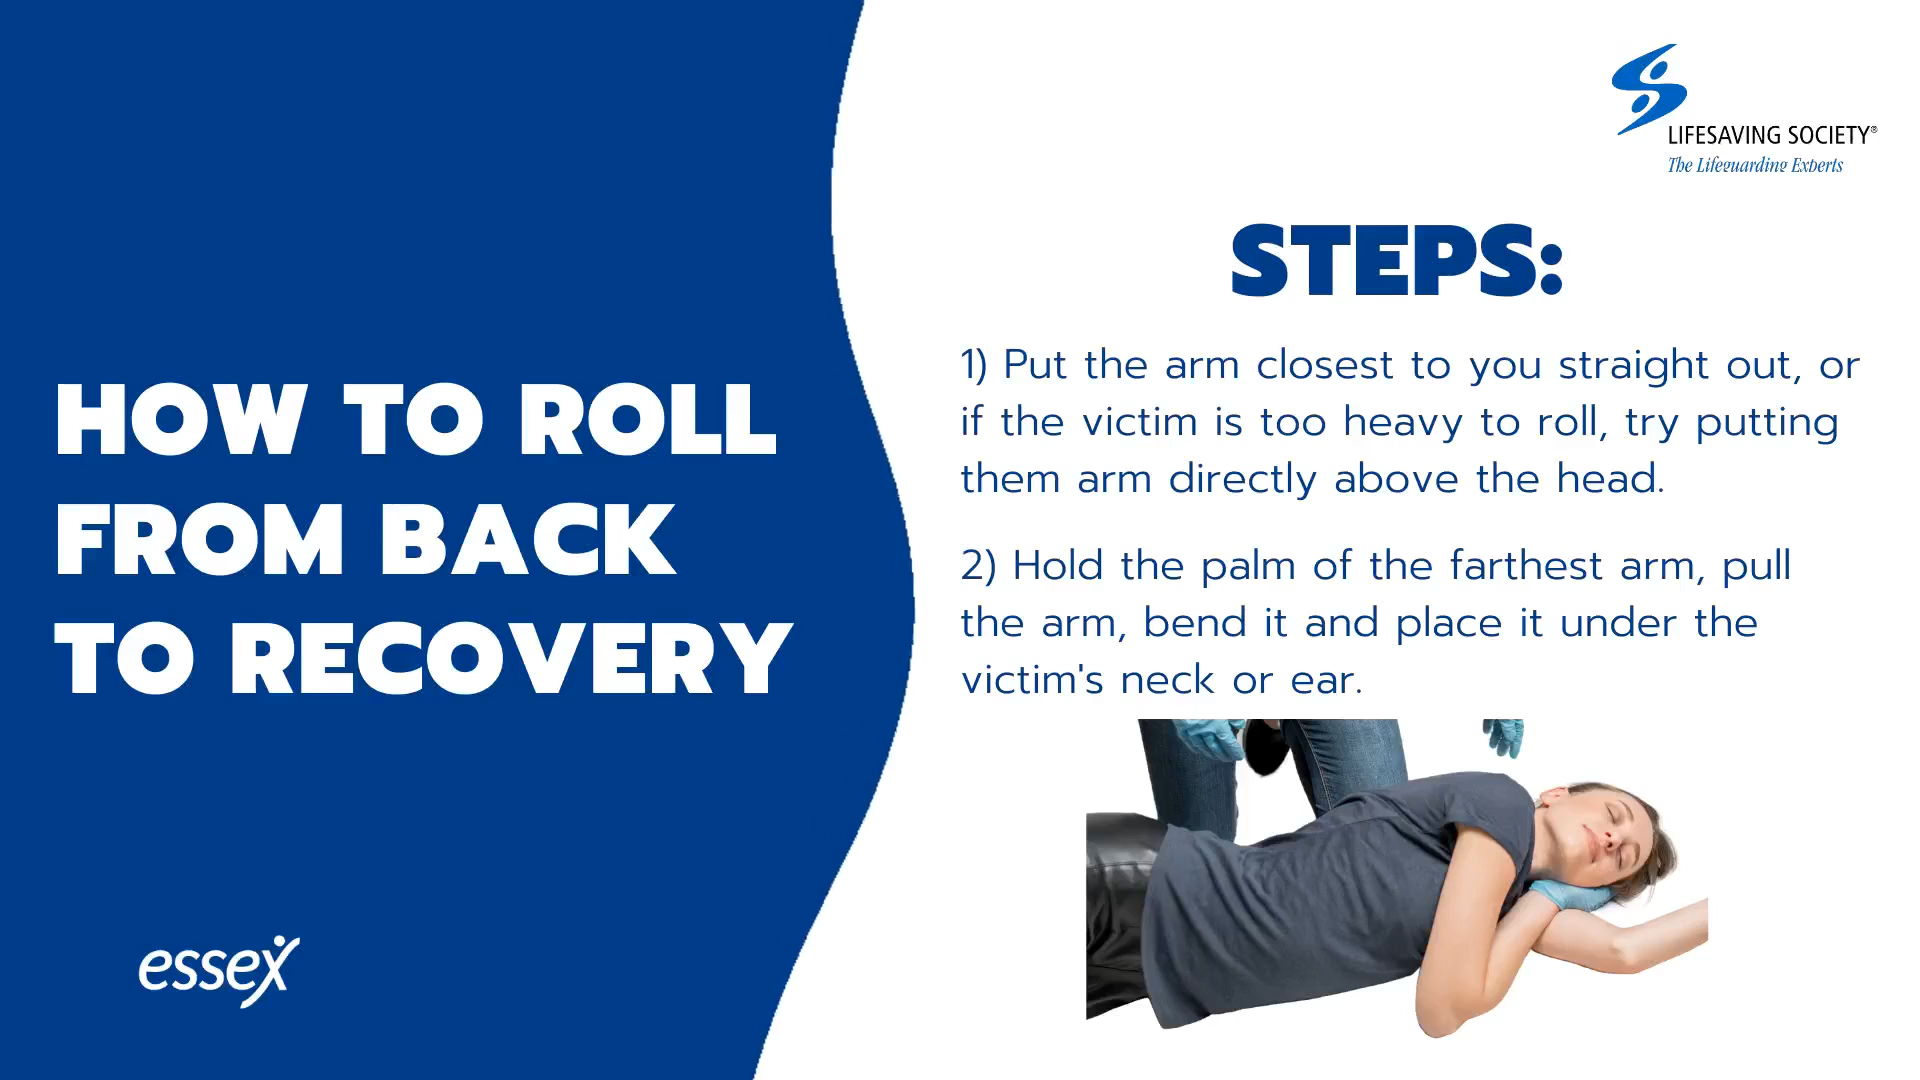 LIFESAVING SOCIETY®
The Lifeguarding Experts
HOW TO ROLL
FROM BACK
TO RECOVERY
essex
STEPS:
1) Put the arm closest to you straight out, or
if the victim is too heavy to roll, try putting
them arm directly above the head.
2) Hold the palm of the farthest arm, pull
the arm, bend it and place it under the
victim's neck or ear.